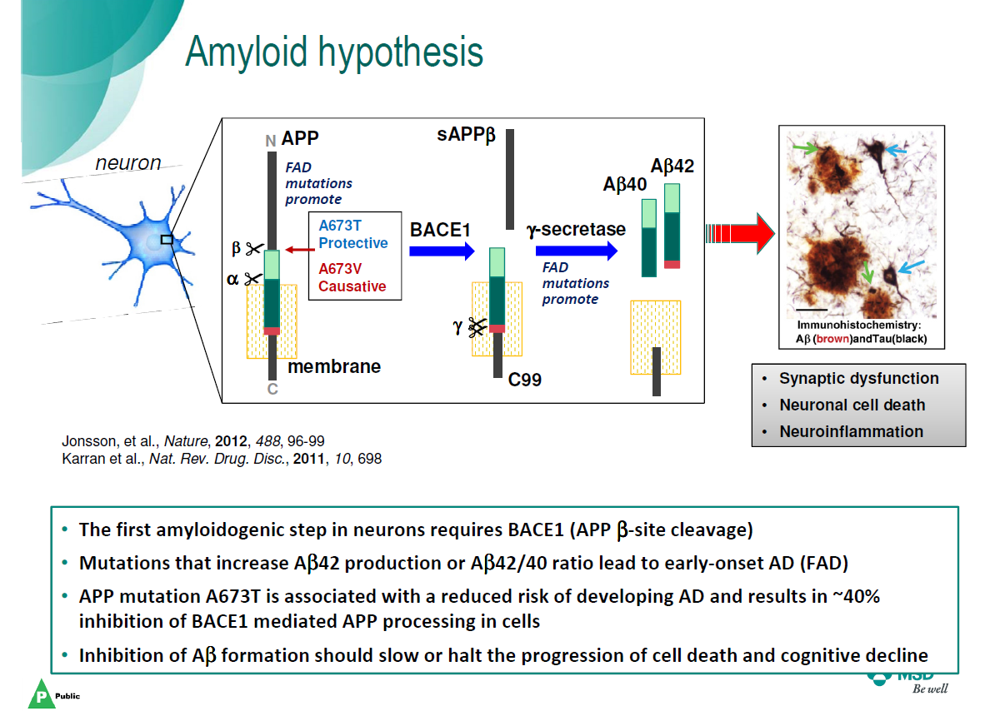 Amyloid hypothesis
neuron
N APP
FAD
mutations
promote
A673T
Protective
A673V
Causative
β
α
membrane
C
BACE1
sAPPβ
γ
C99
γ-secretase
FAD
mutations
promote
Aβ40
Aβ42
Immunohistochemistry:
Aβ (brown)andTau(black)
• Synaptic dysfunction
• Neuronal cell death
• Neuroinflammation
Jonsson, et al., Nature, 2012, 488, 96-99
Karran et al., Nat. Rev. Drug. Disc., 2011, 10, 698
• The first amyloidogenic step in neurons requires BACE1 (APP β-site cleavage)
• Mutations that increase Aβ42 production or Aβ42/40 ratio lead to early-onset AD (FAD)
• APP mutation A673T is associated with a reduced risk of developing AD and results in ~40%
inhibition of BACE1 mediated APP processing in cells
• Inhibition of Aβ formation should slow or halt the progression of cell death and cognitive decline
P Public
MSD
Be well